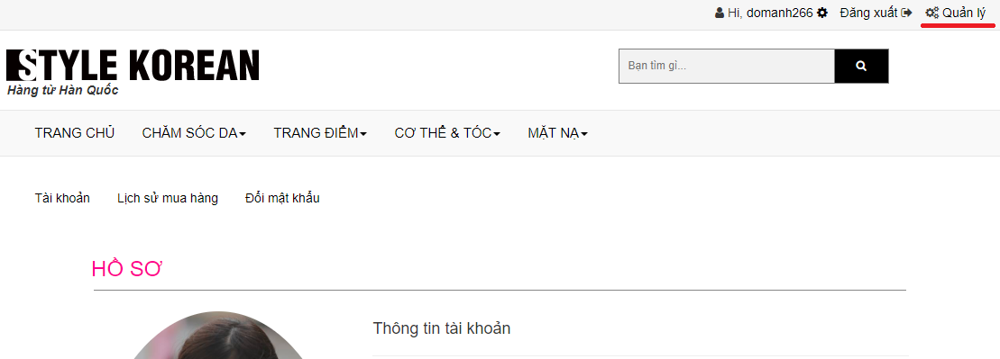 Hi, domanh266 Đăng xuất Quản lý
STYLE KOREAN
Hàng từ Hàn Quốc
Bạn tìm gì...
TRANG CHỦ CHĂM SÓC DA TRANG ĐIỂM CƠ THỂ & TÓC MẶT NẠ
Tài khoản Lịch sử mua hàng Đổi mật khẩu
HỒ SƠ
Thông tin tài khoản